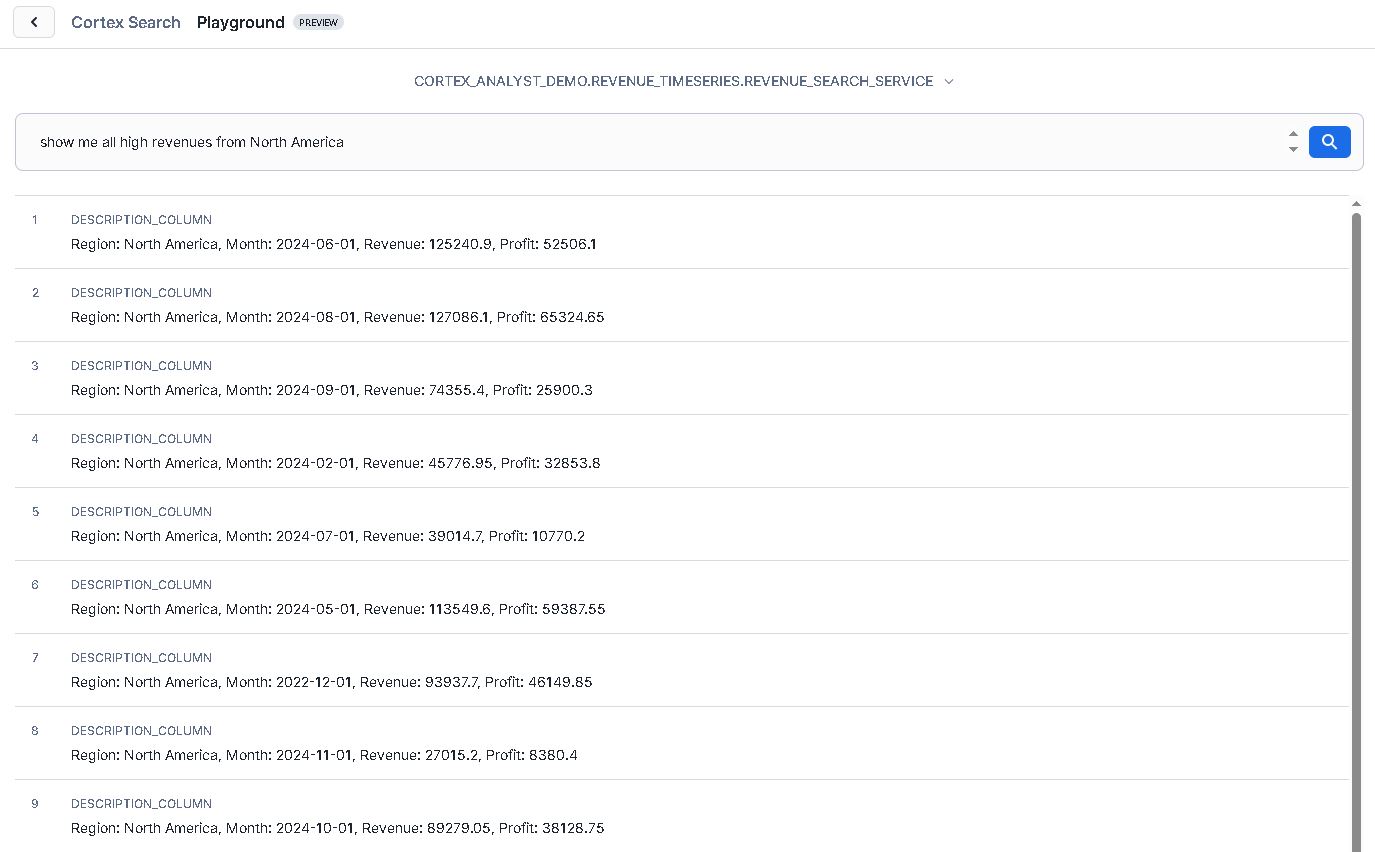 Cortex Search Playground PREVIEW
CORTEX_ANALYST_DEMO.REVENUE_TIMESERIES.REVENUE_SEARCH_SERVICE
show me all high revenues from North America
1 DESCRIPTION_COLUMN
Region: North America, Month: 2024-06-01, Revenue: 125240.9, Profit: 52506.1
2 DESCRIPTION_COLUMN
Region: North America, Month: 2024-08-01, Revenue: 127086.1, Profit: 65324.65
3 DESCRIPTION_COLUMN
Region: North America, Month: 2024-09-01, Revenue: 74355.4, Profit: 25900.3
4 DESCRIPTION_COLUMN
Region: North America, Month: 2024-02-01, Revenue: 45776.95, Profit: 32853.8
5 DESCRIPTION_COLUMN
Region: North America, Month: 2024-07-01, Revenue: 39014.7, Profit: 10770.2
6 DESCRIPTION_COLUMN
Region: North America, Month: 2024-05-01, Revenue: 113549.6, Profit: 59387.55
7 DESCRIPTION_COLUMN
Region: North America, Month: 2022-12-01, Revenue: 93937.7, Profit: 46149.85
8 DESCRIPTION_COLUMN
Region: North America, Month: 2024-11-01, Revenue: 27015.2, Profit: 8380.4
9 DESCRIPTION_COLUMN
Region: North America, Month: 2024-10-01, Revenue: 89279.05, Profit: 38128.75